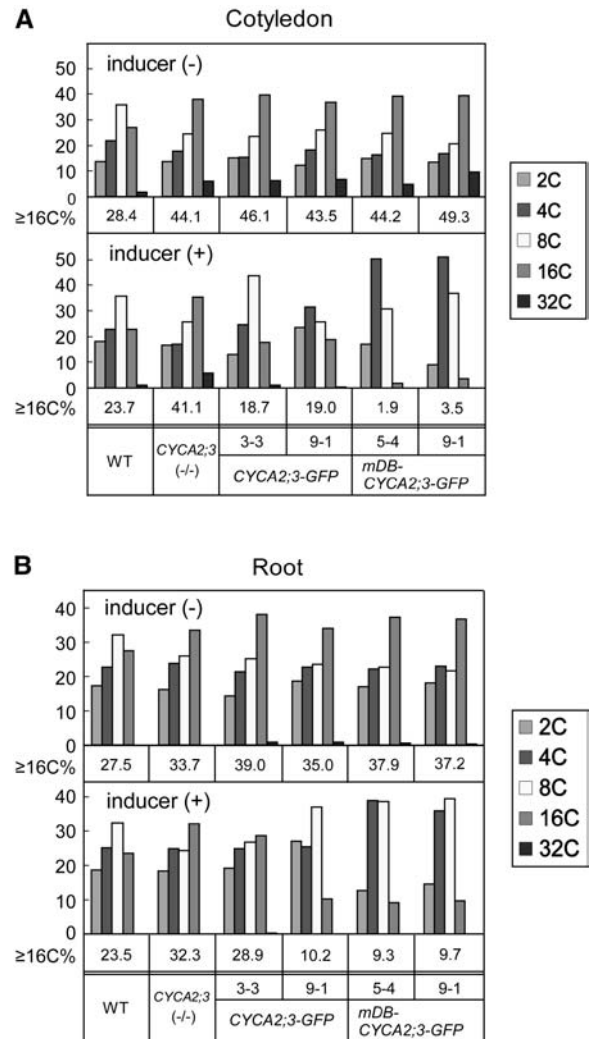 A
Cotyledon
inducer (-)
50
40
30
20
10
0
≥16C%
28.4 44.1 46.1 43.5 44.2 49.3
inducer (+)
50
40
30
20
10
0
≥16C%
23.7 41.1 18.7 19.0 1.9 3.5
WT
CYCA2;3
(-/-)
3-3 9-1 5-4 9-1
CYCA2;3-GFP
mDB-
CYCA2;3-GFP
2C
4C
8C
16C
32C
B
Root
inducer (-)
40
30
20
10
0
≥16C%
27.5 33.7 39.0 35.0 37.9 37.2
inducer (+)
40
30
20
10
0
≥16C%
23.5 32.3 28.9 10.2 9.3 9.7
WT
CYCA2;3
(-/-)
3-3 9-1 5-4 9-1
CYCA2;3-GFP
mDB-
CYCA2;3-GFP
2C
4C
8C
16C
32C